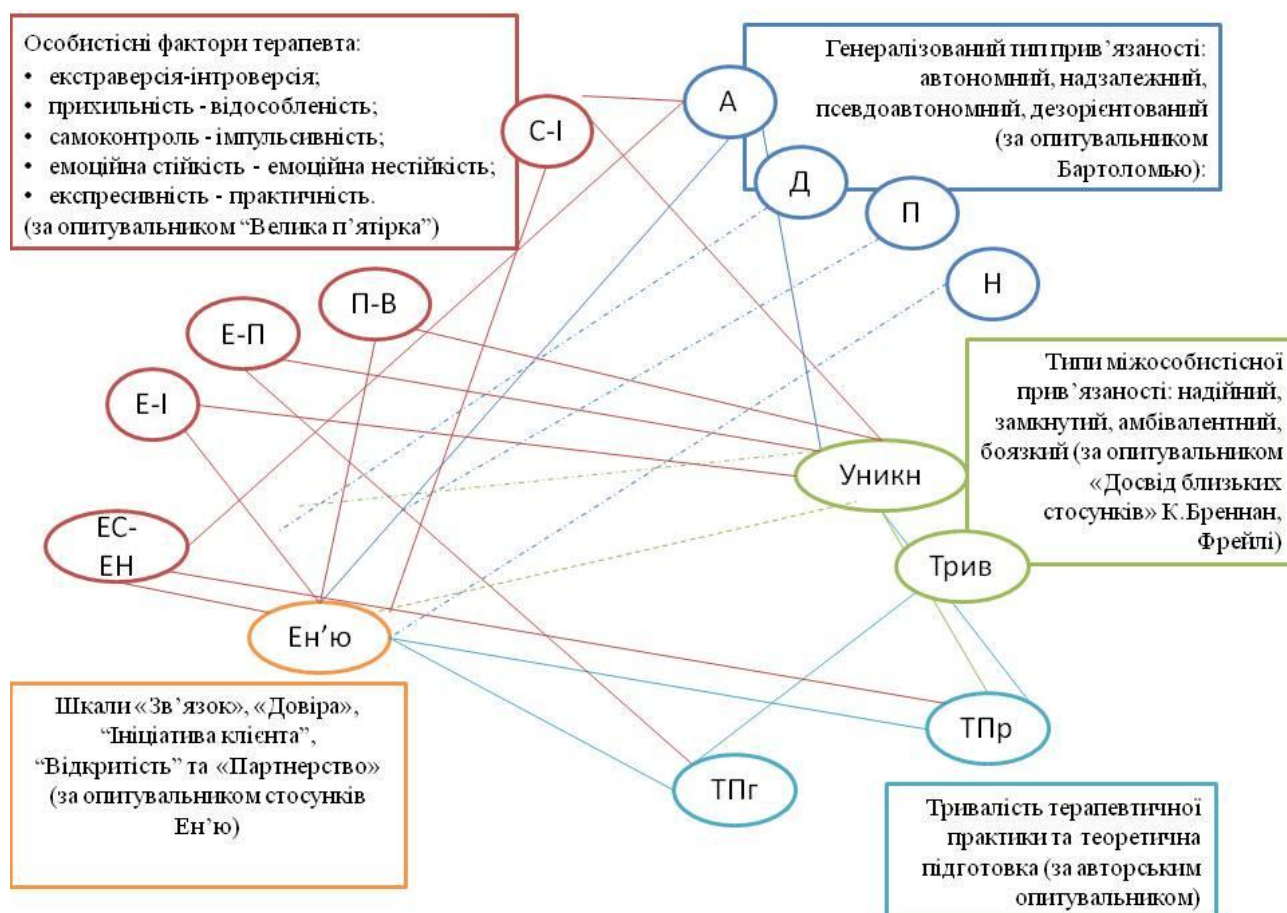 Особистісні фактори терапевта:
• екстраверсія-інтроверсія;
• прихильність - відособленість;
• самоконтроль - імпульсивність;
• емоційна стійкість - емоційна нестійкість;
• експресивність - практичність.
(за опитувальником “Велика п’ятірка”)
Генералізований тип прив’язаності:
автономний, надзалежний,
псевдоавтономний, дезорієнтований
(за опитувальником
Бартоломью):
А
С-І
Д
П
Н
П-В
Е-П
Е-І
ЕС-
ЕН
Типи міжособистісної
прив’язаності: надійний,
замкнутий, амбівалентний,
боязкий (за опитувальником
«Досвід близьких
стосунків» К.Бреннан,
Фрейлі)
Уникн
Трив
Ен’ю
ТПр
ТПг
Шкали «Зв’язок», «Довіра»,
“Ініціатива клієнта”,
“Відкритість” та «Партнерство»
(за опитувальником стосунків
Ен’ю)
Тривалість терапевтичної
практики та теоретична
підготовка (за авторським
опитувальником)